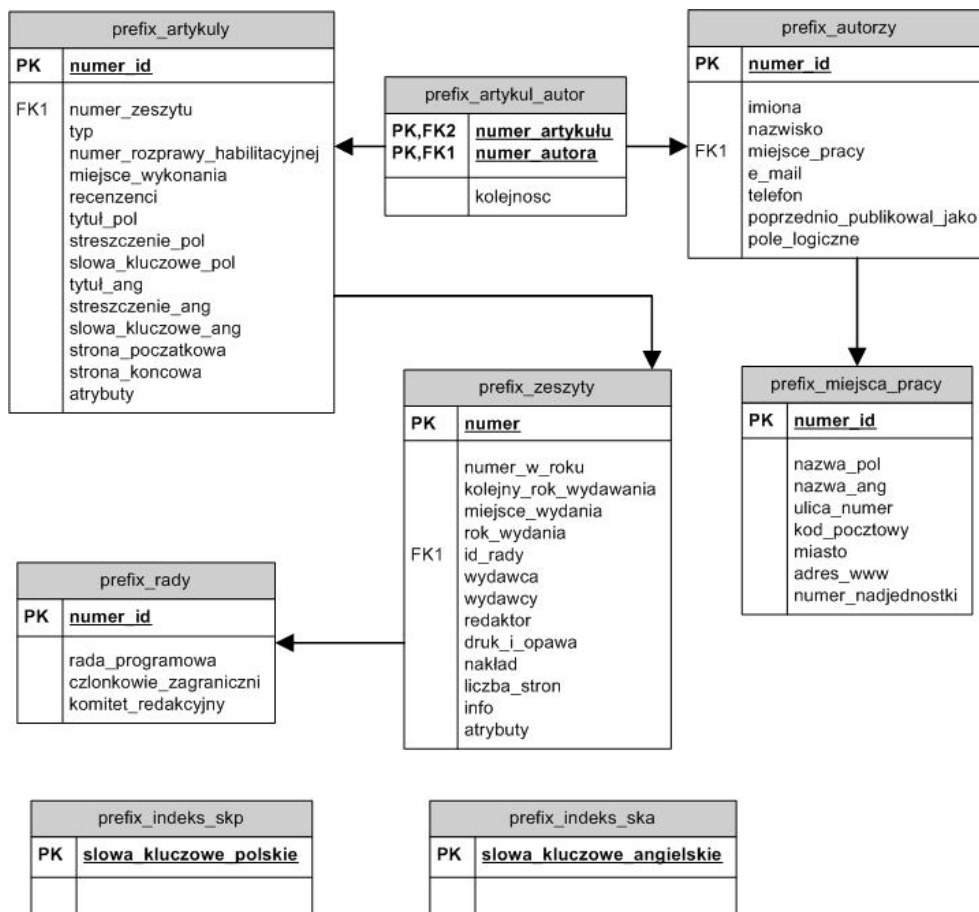 prefix_artykuly
PK numer_id
FK1 numer_zeszytu
typ
numer_rozprawy_habilitacyjnej
miejsce_wykonania
recenzenci
tytuł_pol
streszczenie_pol
slowa_kluczowe_pol
tytuł_ang
streszczenie_ang
slowa_kluczowe_ang
strona_poczatkowa
strona_koncowa
atrybuty
prefix_artykul_autor
PK,FK2 numer_artykułu
PK,FK1 numer_autora
kolejnosc
prefix_autorzy
PK numer_id
imiona
nazwisko
FK1 miejsce_pracy
e_mail
telefon
poprzednio_publikowal_jako
pole_logiczne
prefix_zeszyty
PK numer
numer_w_roku
kolejny_rok_wydawania
miejsce_wydania
rok_wydania
FK1 id_rady
wydawca
wydawcy
redaktor
druk_i_opawa
nakład
liczba_stron
info
atrybuty
prefix_miejsca_pracy
PK numer_id
nazwa_pol
nazwa_ang
ulica_numer
kod_pocztowy
miasto
adres_www
numer_nadjednostki
prefix_rady
PK numer_id
rada_programowa
czlonkowie_zagraniczni
komitet_redakcyjny
prefix_indeks_skp
PK slowa_kluczowe_polskie
prefix_indeks_ska
PK slowa_kluczowe_angielskie